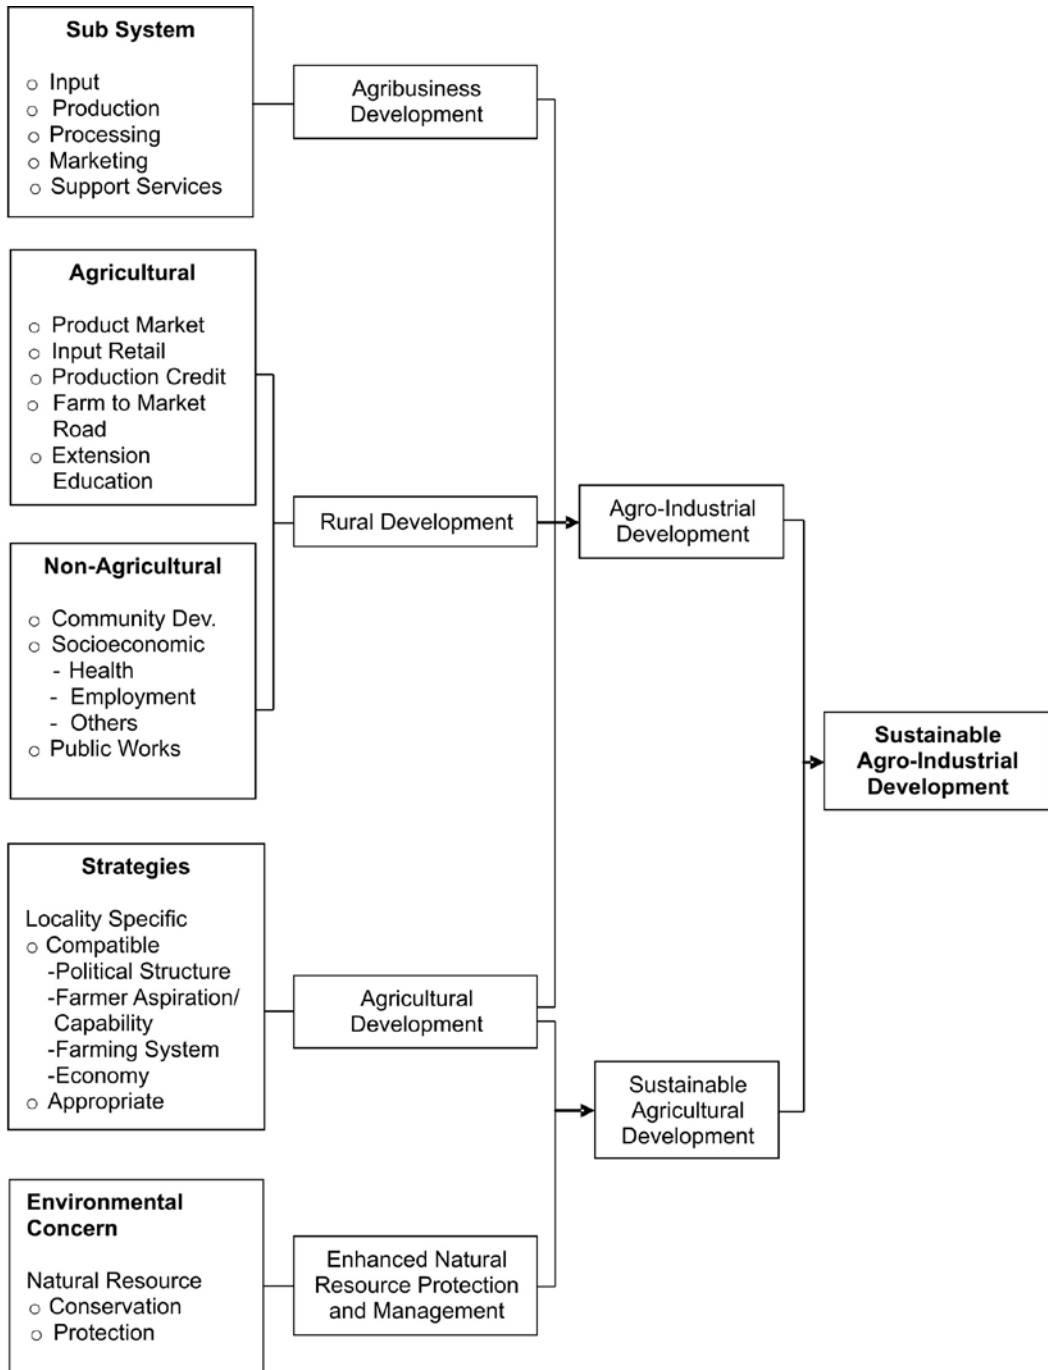 Sub System
○ Input
○ Production
○ Processing
○ Marketing
○ Support Services
Agribusiness
Development
Agricultural
○ Product Market
○ Input Retail
○ Production Credit
○ Farm to Market
Road
○ Extension
Education
Rural Development
Agro-Industrial
Development
Non-Agricultural
○ Community Dev.
○ Socioeconomic
- Health
- Employment
- Others
○ Public Works
Sustainable
Agro-Industrial
Development
Strategies
Locality Specific
○ Compatible
-Political Structure
-Farmer Aspiration/
Capability
-Farming System
-Economy
○ Appropriate
Agricultural
Development
Sustainable
Agricultural
Development
Environmental
Concern
Natural Resource
○ Conservation
○ Protection
Enhanced Natural
Resource Protection
and Management